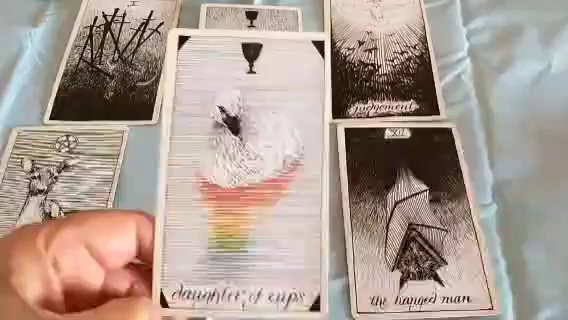 judgement
XII
daughter of cups
the hanged man